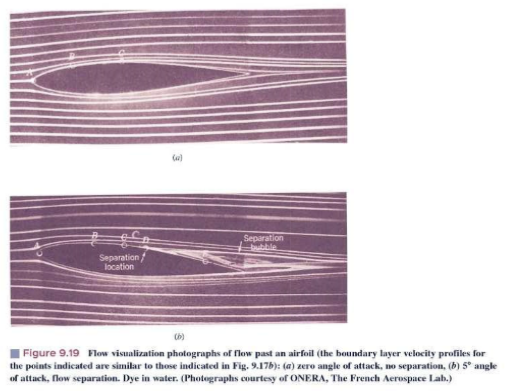 A
B
C
(a)
A
B
C
C
D
Separation
location
E
Separation
bubble
(b)
Figure 9.19 Flow visualization photographs of flow past an airfoil (the boundary layer velocity profiles for
the points indicated are similar to those indicated in Fig. 9.17b): (a) zero angle of attack, no separation, (b) 5° angle
of attack, flow separation. Dye in water. (Photographs courtesy of ONERA, The French Aerospace Lab.)